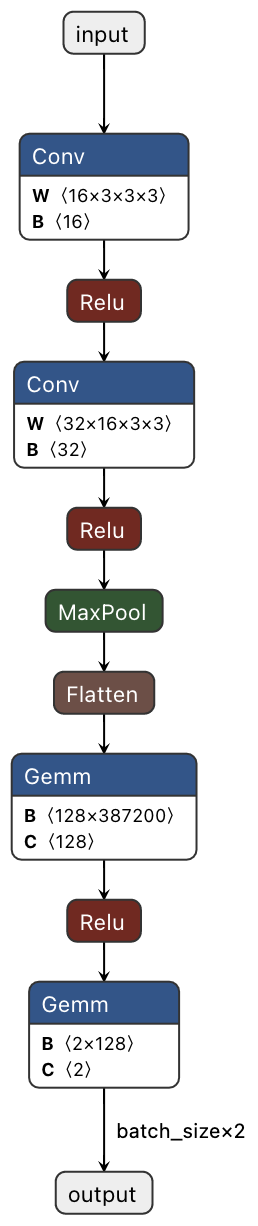 input
Conv
W 〈16×3×3×3〉
B 〈16〉
Relu
Conv
W 〈32×16×3×3〉
B 〈32〉
Relu
MaxPool
Flatten
Gemm
B 〈128×387200〉
C 〈128〉
Relu
Gemm
B 〈2×128〉
C 〈2〉
batch_size×2
output